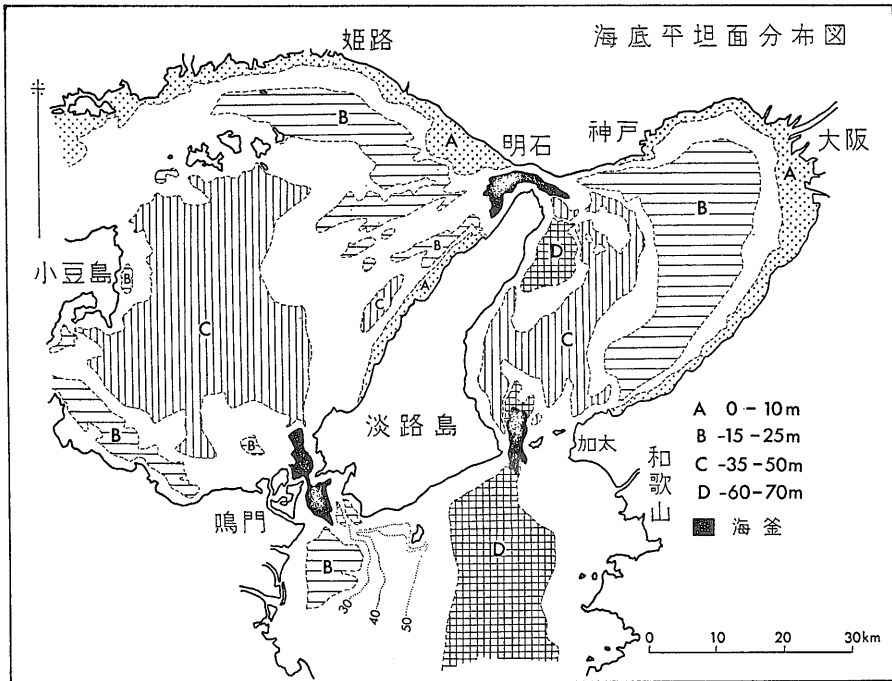 海底平坦面分布図
姫路
明石
神戸
大阪
小豆島
淡路島
鳴門
加太
和歌山
A
A
A
B
B
B
B
B
B
B
C
C
C
D
D
30
40
50
A 0-10m
B -15-25m
C -35-50m
D -60-70m
海釜
0 10 20 30km